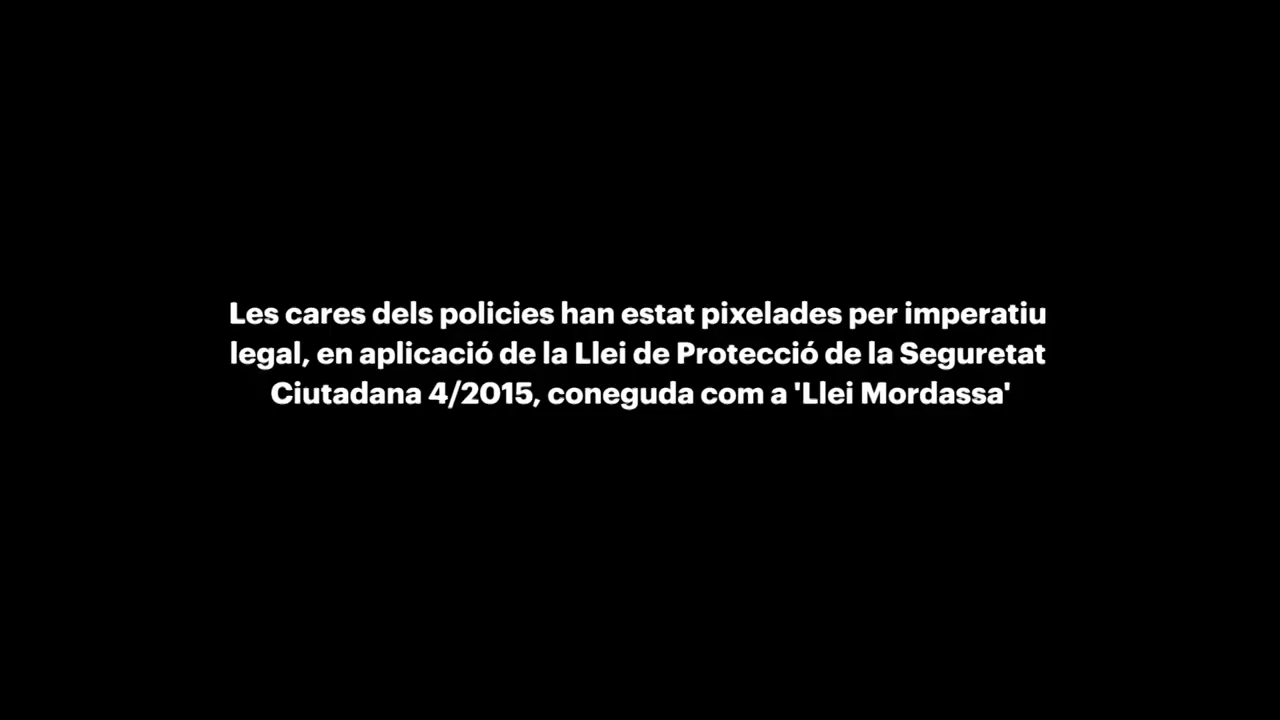 Les cares dels policies han estat pixelades per imperatiu
legal, en aplicació de la Llei de Protecció de la Seguretat
Ciutadana 4/2015, coneguda com a 'Llei Mordassa'